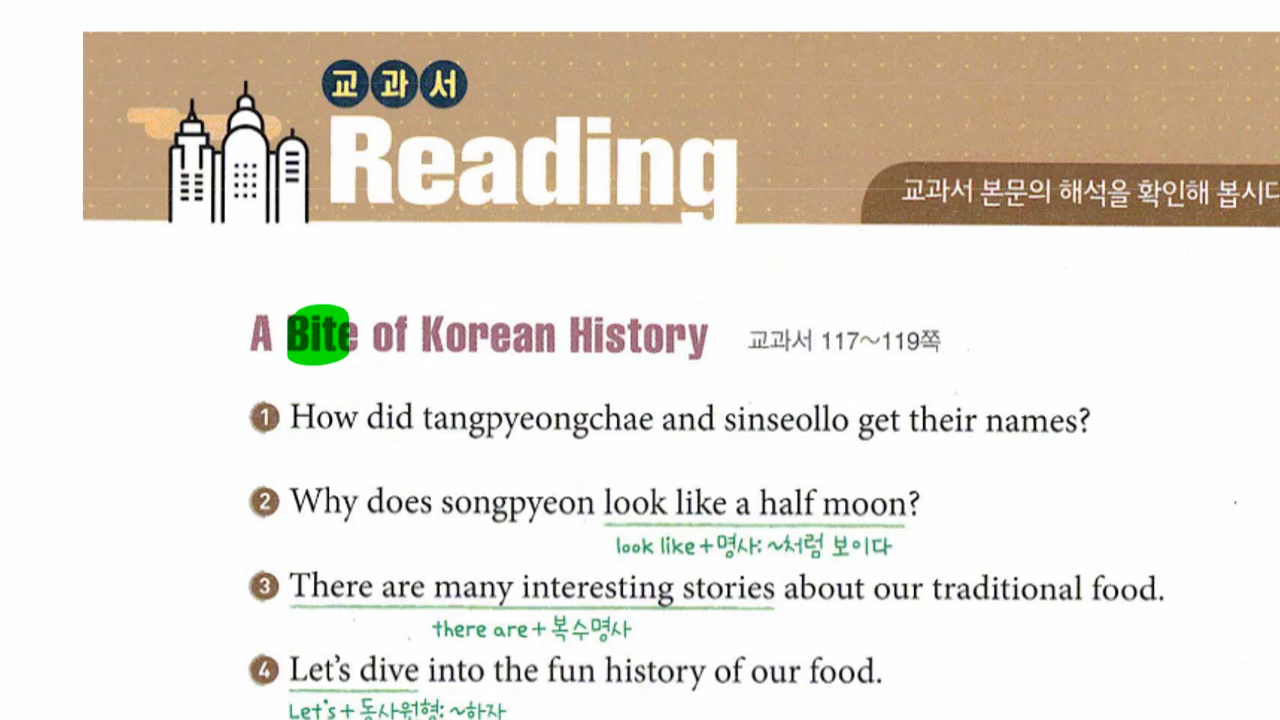 교과서
Reading
교과서 본문의 해석을 확인해 봅시다
A Bite of Korean History 교과서 117~119쪽
1 How did tangpyeongchae and sinseollo get their names?
2 Why does songpyeon look like a half moon?
look like+명사: ~처럼 보이다
3 There are many interesting stories about our traditional food.
there are+복수명사
4 Let's dive into the fun history of our food.
Let's+동사원형: ~하자